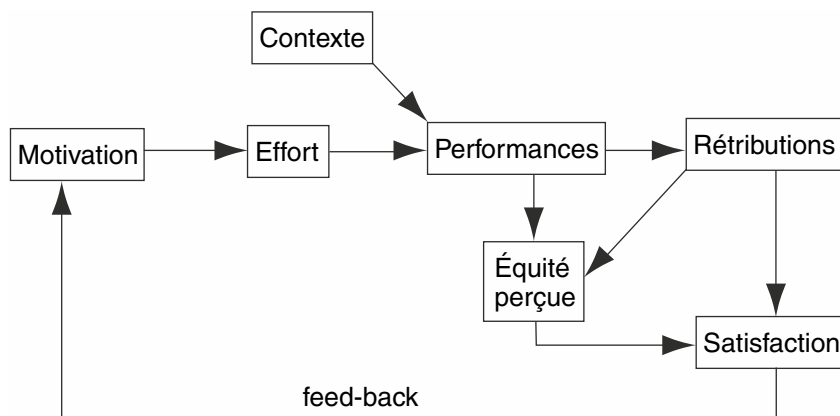 Contexte
Motivation
Effort
Performances
Rétributions
Équité
perçue
Satisfaction
feed-back